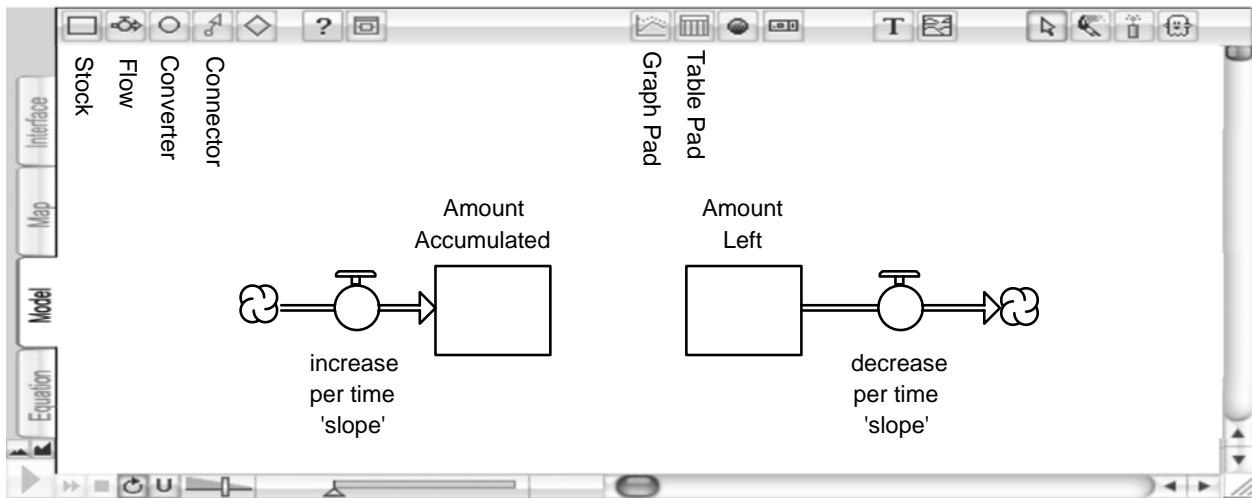 ?
T
Stock
Flow
Converter
Connector
Graph Pad
Table Pad
Interface
Map
Model
Equation
Amount
Accumulated
Amount
Left
increase
per time
'slope'
decrease
per time
'slope'
U